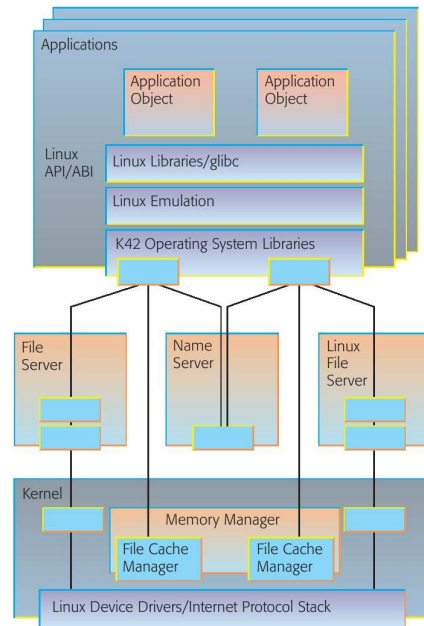 Applications
Application
Object
Application
Object
Linux
API/ABI
Linux Libraries/glibc
Linux Emulation
K42 Operating System Libraries
File
Server
Name
Server
Linux
File
Server
Kernel
Memory Manager
File Cache
Manager
File Cache
Manager
Linux Device Drivers/Internet Protocol Stack